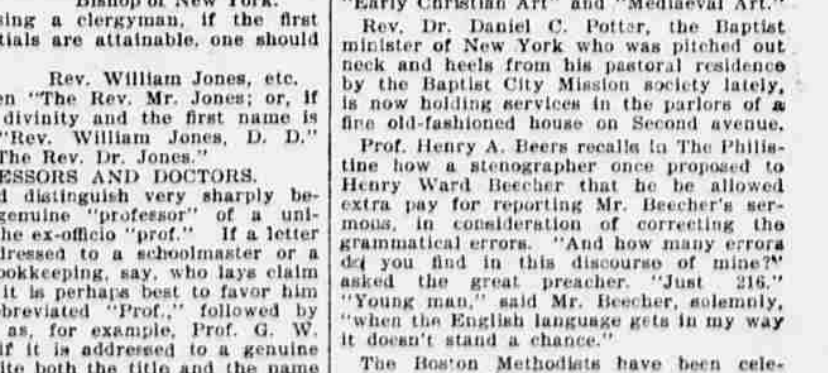 Bishop of New York.
sing a clergyman, if the first
tials are attainable, one should
Rev. William Jones, etc.
en "The Rev. Mr. Jones; or, if
divinity and the first name is
"Rev. William Jones, D. D."
The Rev. Dr. Jones."
ESSORS AND DOCTORS.
d distinguish very sharply be-
genuine "professor" of a uni-
he ex-officio "prof." If a letter
dressed to a schoolmaster or a
ookkeeping, say, who lays claim
it is perhaps best to favor him
bbreviated "Prof.," followed by
as, for example, Prof. G. W.
if it is addressed to a genuine
ite both the title and the name
"Early Christian Art" and "Mediaeval Art."
Rev. Dr. Daniel C. Potter, the Baptist
minister of New York who was pitched out
neck and heels from his pastoral residence
by the Baptist City Mission society lately,
is now holding services in the parlors of a
fine old-fashioned house on Second avenue.
Prof. Henry A. Beers recalls in The Philis-
tine how a stenographer once proposed to
Henry Ward Beecher that he be allowed
extra pay for reporting Mr. Beecher's ser-
mons, in consideration of correcting the
grammatical errors. "And how many errors
did you find in this discourse of mine?"
asked the great preacher. "Just 216."
"Young man," said Mr. Beecher, solemnly,
"when the English language gets in my way
it doesn't stand a chance."
The Boston Methodists have been cele-